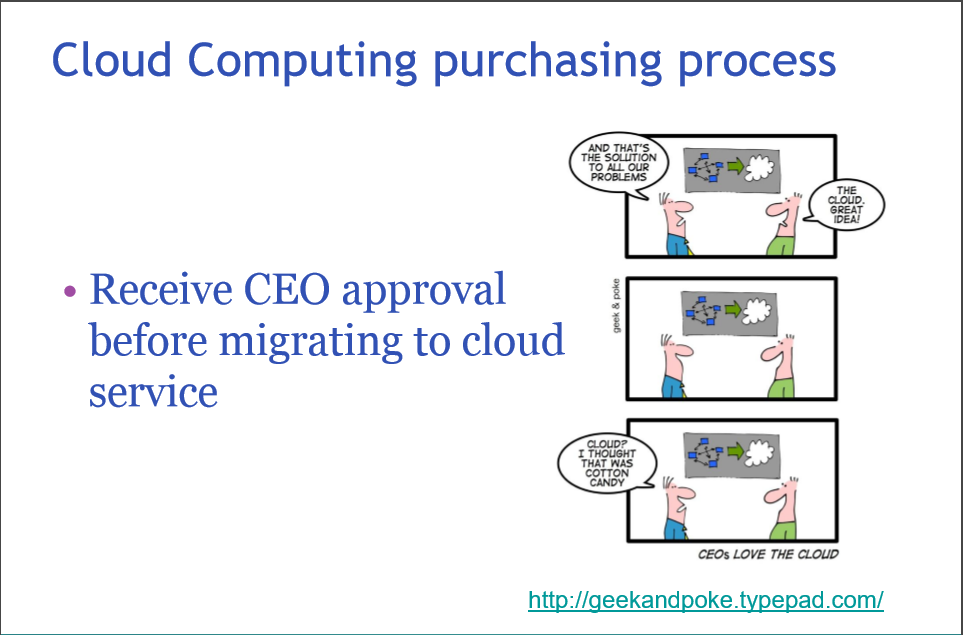 Cloud Computing purchasing process
• Receive CEO approval
before migrating to cloud
service
AND THAT'S
THE SOLUTION
TO ALL OUR
PROBLEMS
THE
CLOUD.
GREAT
IDEA!
geek & poke
CLOUD?
I THOUGHT
THAT WAS
COTTON
CANDY
CEOs LOVE THE CLOUD
http://geekandpoke.typepad.com/